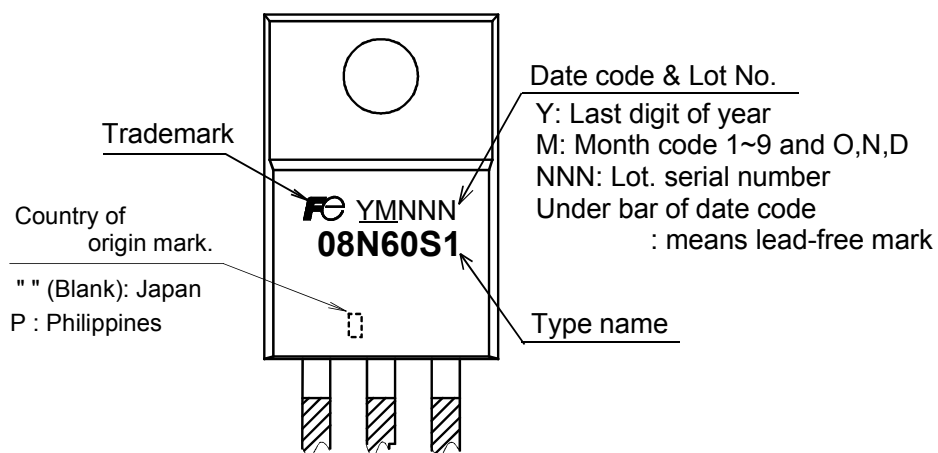 Trademark
Country of
origin mark.
" " (Blank): Japan
P : Philippines
Fe YMNNN
08N60S1
Date code & Lot No.
Y: Last digit of year
M: Month code 1~9 and O,N,D
NNN: Lot. serial number
Under bar of date code
: means lead-free mark
Type name